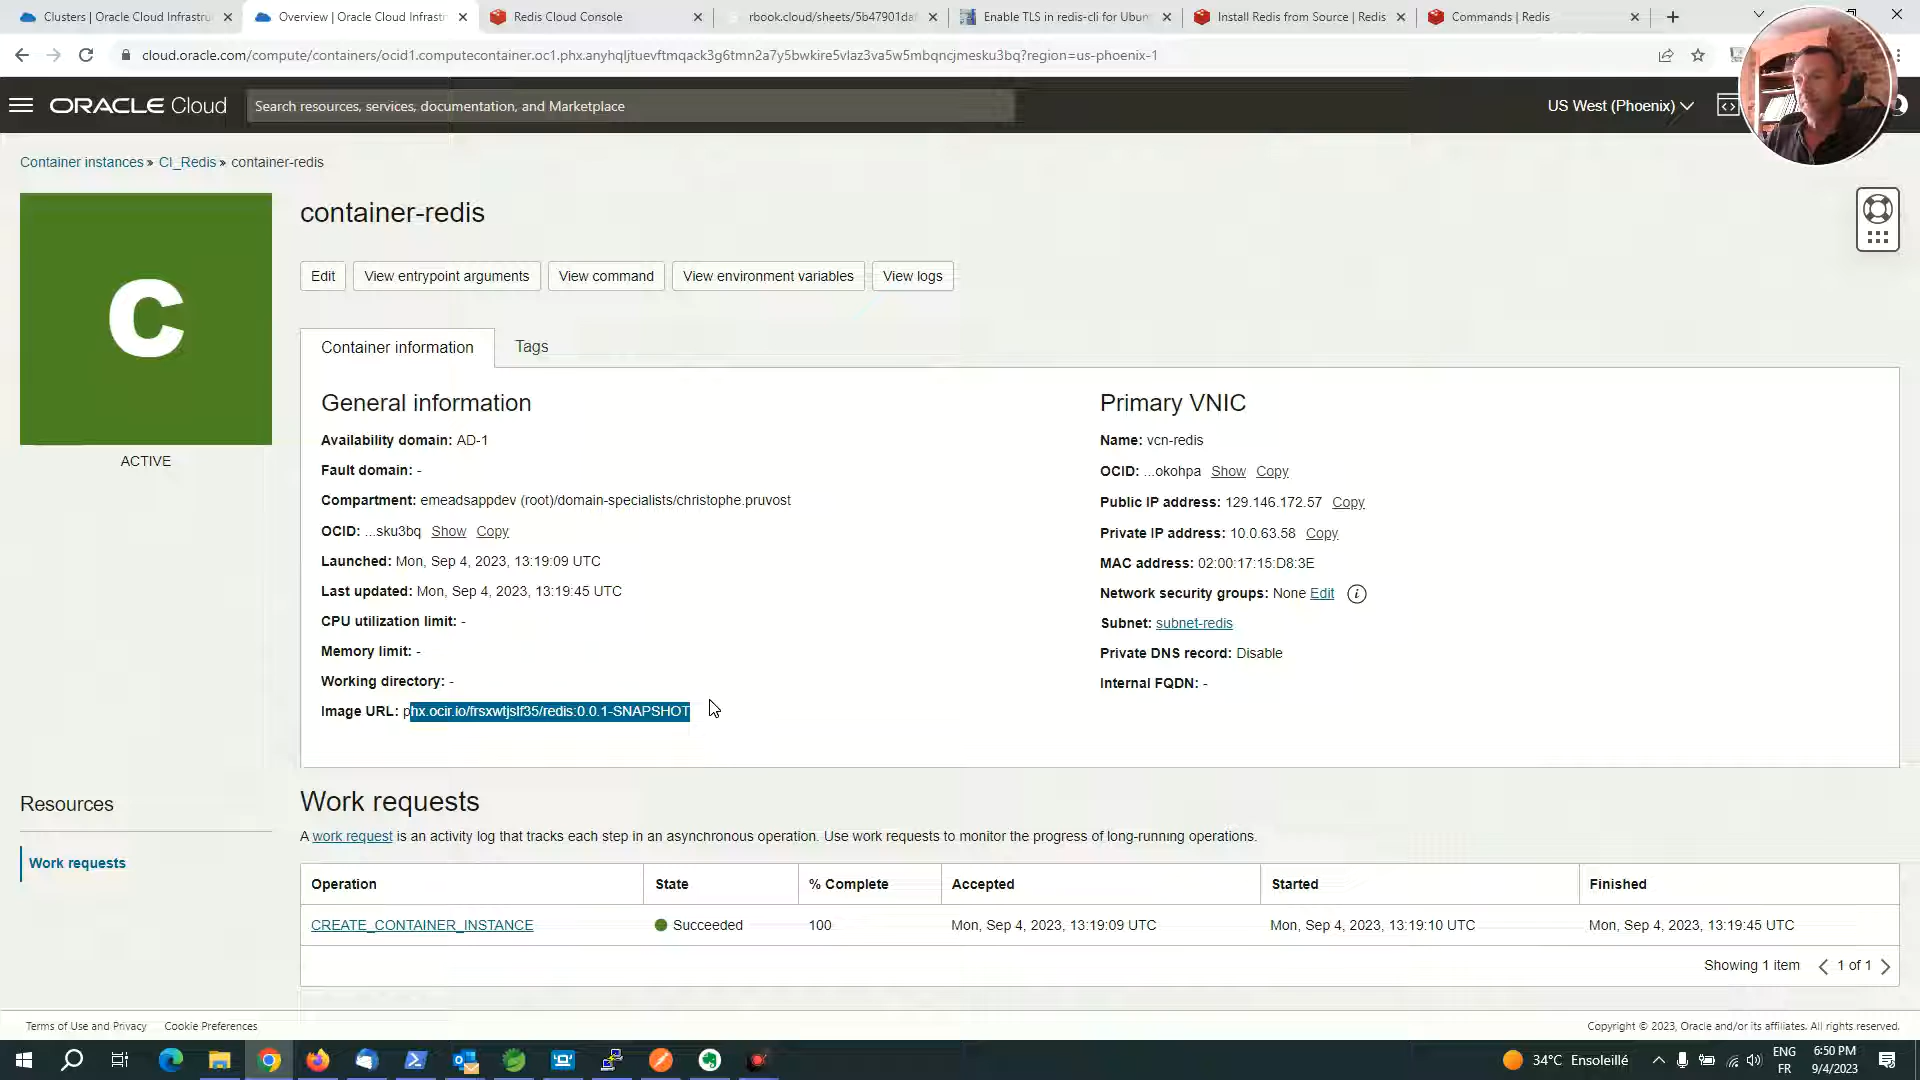 Clusters | Oracle Cloud Infrastru
Overview | Oracle Cloud Infrastr
Redis Cloud Console
rbook.cloud/sheets/5b47901da
Enable TLS in redis-cli for Ubun
Install Redis from Source | Redis
Commands | Redis
cloud.oracle.com/compute/containers/ocid1.computecontainer.oc1.phx.anyhqljtuevftmqack3g6tmn2a7y5bwkire5vlaz3va5w5mbqncjmesku3bq?region=us-phoenix-1
ORACLE Cloud
Search resources, services, documentation, and Marketplace
US West (Phoenix)
Container instances » CI_Redis » container-redis
C
ACTIVE
container-redis
Edit
View entrypoint arguments
View command
View environment variables
View logs
Container information
Tags
General information
Availability domain: AD-1
Fault domain: -
Compartment: emeadsappdev (root)/domain-specialists/christophe.pruvost
OCID: ...sku3bq Show Copy
Launched: Mon, Sep 4, 2023, 13:19:09 UTC
Last updated: Mon, Sep 4, 2023, 13:19:45 UTC
CPU utilization limit: -
Memory limit: -
Working directory: -
Image URL: phx.ocir.io/frsxwtjslf35/redis:0.0.1-SNAPSHOT
Primary VNIC
Name: vcn-redis
OCID: ...okohpa Show Copy
Public IP address: 129.146.172.57 Copy
Private IP address: 10.0.63.58 Copy
MAC address: 02:00:17:15:D8:3E
Network security groups: None Edit i
Subnet: subnet-redis
Private DNS record: Disable
Internal FQDN: -
Resources
Work requests
Work requests
A work request is an activity log that tracks each step in an asynchronous operation. Use work requests to monitor the progress of long-running operations.
Operation State % Complete Accepted Started Finished
CREATE_CONTAINER_INSTANCE Succeeded 100 Mon, Sep 4, 2023, 13:19:09 UTC Mon, Sep 4, 2023, 13:19:10 UTC Mon, Sep 4, 2023, 13:19:45 UTC
Showing 1 item 1 of 1
Terms of Use and Privacy Cookie Preferences
Copyright © 2023, Oracle and/or its affiliates. All rights reserved.
34°C Ensoleillé
ENG
FR
6:50 PM
9/4/2023